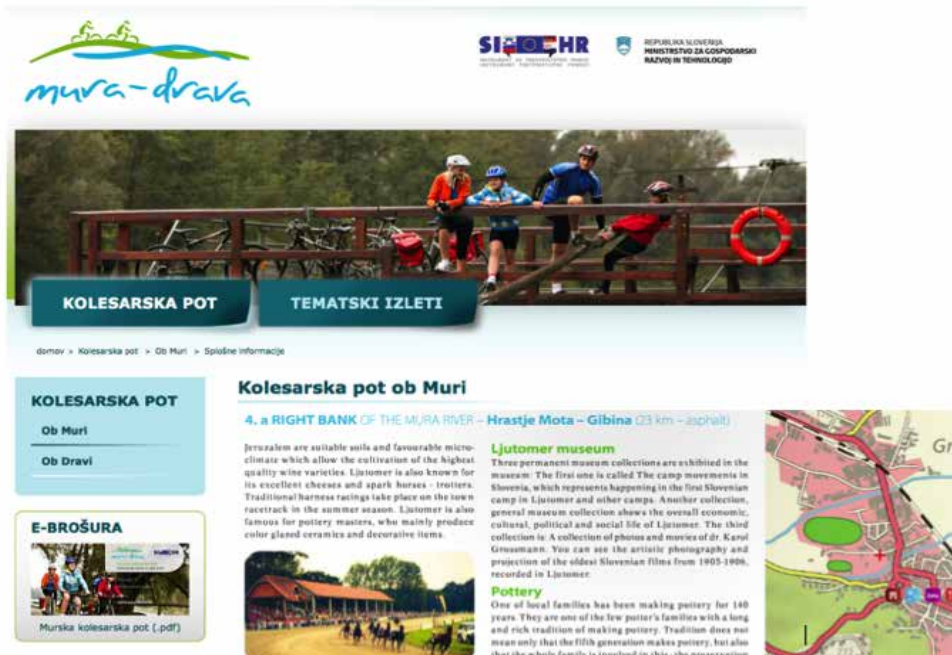 mura-drava
SI HR
REPUBLIKA SLOVENIJA
MINISTRSTVO ZA GOSPODARSKI
RAZVOJ IN TEHNOLOGIJO
KOLESARSKA POT
TEMATSKI IZLETI
domov > Kolesarska pot > Ob Muri > Splošne informacije
KOLESARSKA POT
Ob Muri
Ob Dravi
E-BROŠURA
Murska kolesarska pot (.pdf)
Kolesarska pot ob Muri
4. a RIGHT BANK OF THE MURA RIVER – Hrastje Mota – Gibina (23 km – asphalt)
Jeruzalem are suitable soils and favourable micro-
climate which allow the cultivation of the highest
quality wine varieties. Ljutomer is also known for
its excellent cheeses and spark horses - trotters.
Traditional harness racings take place on the town
racetrack in the summer season. Ljutomer is also
famous for pottery masters, who mainly produce
color glazed ceramics and decorative items.
Ljutomer museum
Three permanent museum collections are exhibited in the
museum: The first one is called The camp movements in
Slovenia, which represents happening in the first Slovenian
camp in Ljutomer and other camps. Another collection,
general museum collection shows the overall economic,
cultural, political and social life of Ljutomer. The third
collection is: A collection of photos and movies of dr. Karol
Grossmann. You can see the artistic photography and
projection of the oldest Slovenian films from 1905-1906,
recorded in Ljutomer.
Pottery
One of local families has been making pottery for 140
years. They are one of the few potter's families with a long
and rich tradition of making pottery. Tradition does not
mean only that the fifth generation makes pottery, but also
that the whole family is involved in this - the presentation
Gr